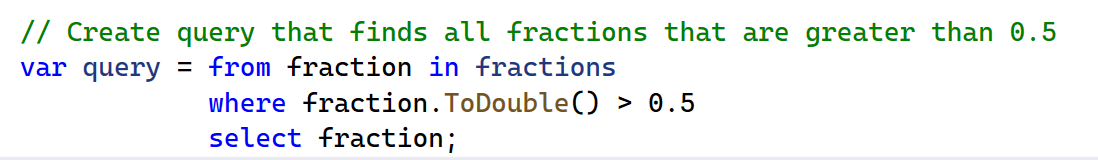 // Create query that finds all fractions that are greater than 0.5
var query = from fraction in fractions
            where fraction.ToDouble() > 0.5
            select fraction;